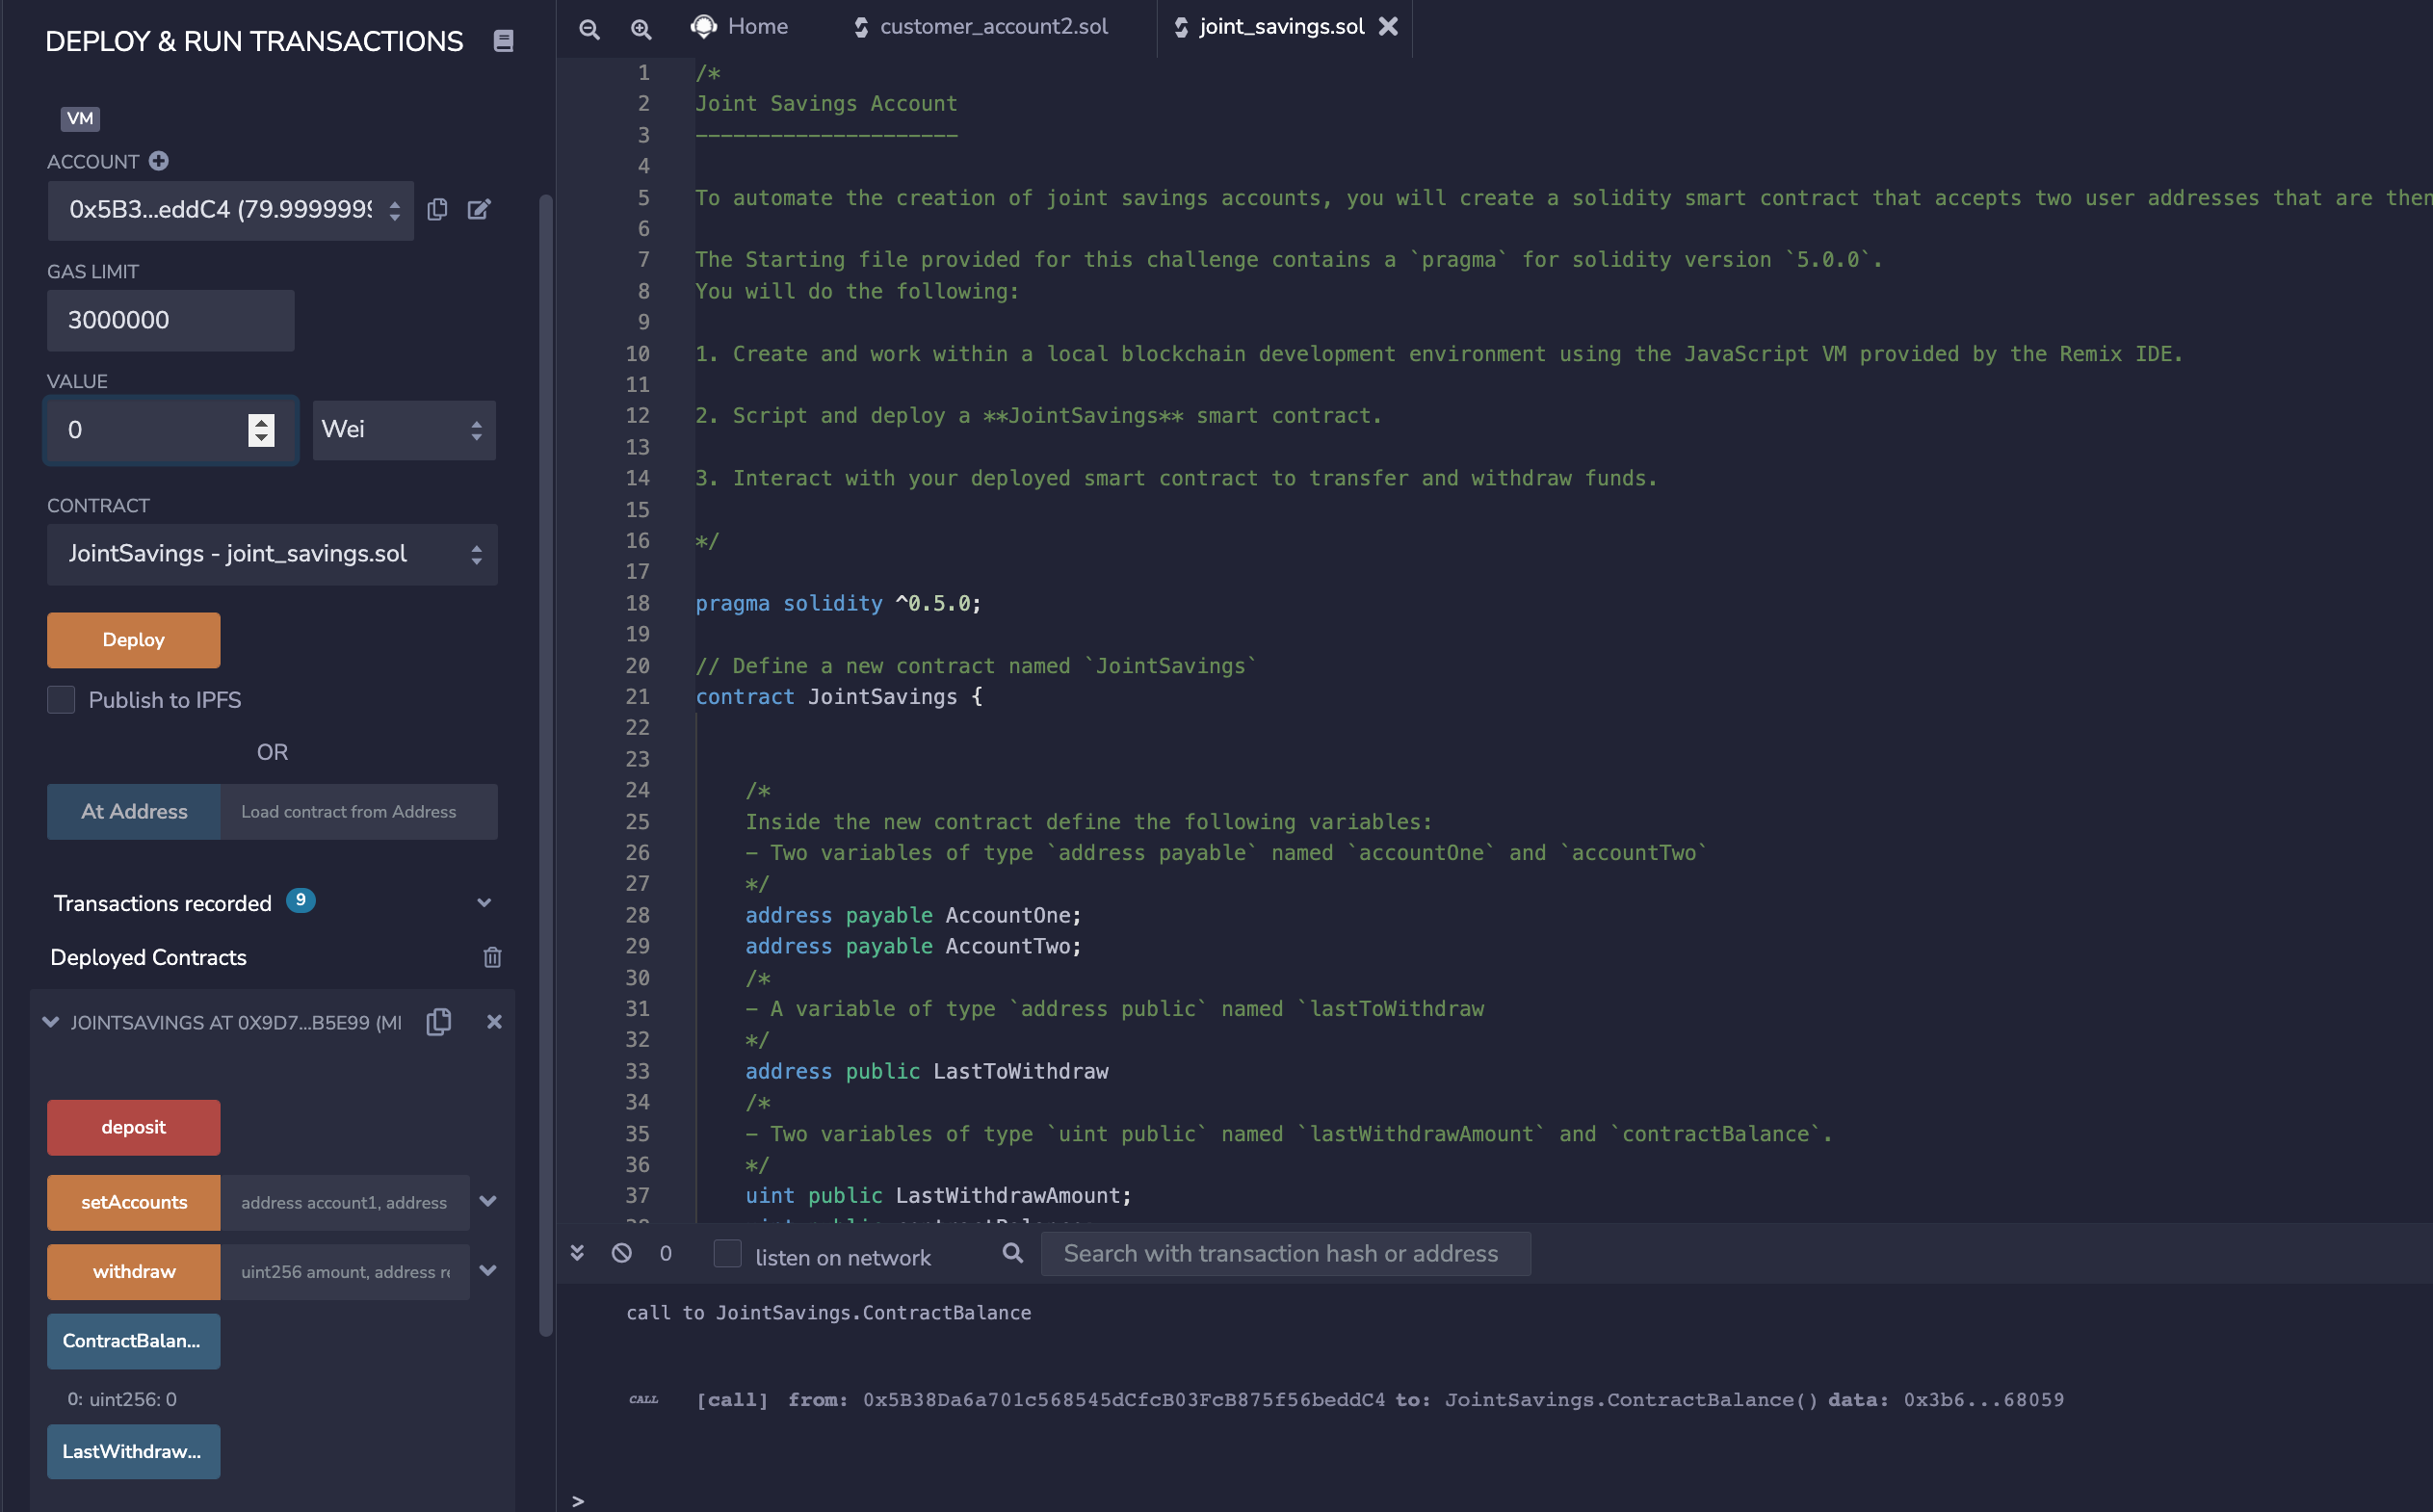 DEPLOY & RUN TRANSACTIONS
VM
ACCOUNT
0x5B3...eddC4 (79.9999999
GAS LIMIT
3000000
VALUE
0
Wei
CONTRACT
JointSavings - joint_savings.sol
Deploy
Publish to IPFS
OR
At Address
Load contract from Address
Transactions recorded 9
Deployed Contracts
JOINTSAVINGS AT 0X9D7...B5E99 (MI
deposit
setAccounts
address account1, address
withdraw
uint256 amount, address re
ContractBalan...
0: uint256: 0
LastWithdraw...
Home
customer_account2.sol
joint_savings.sol
1 /*
2 Joint Savings Account
3 ---------------------
4
5 To automate the creation of joint savings accounts, you will create a solidity smart contract that accepts two user addresses that are then
6
7 The Starting file provided for this challenge contains a `pragma` for solidity version `5.0.0`.
8 You will do the following:
9
10 1. Create and work within a local blockchain development environment using the JavaScript VM provided by the Remix IDE.
11
12 2. Script and deploy a **JointSavings** smart contract.
13
14 3. Interact with your deployed smart contract to transfer and withdraw funds.
15
16 */
17
18 pragma solidity ^0.5.0;
19
20 // Define a new contract named `JointSavings`
21 contract JointSavings {
22
23
24 /*
25 Inside the new contract define the following variables:
26 - Two variables of type `address payable` named `accountOne` and `accountTwo`
27 */
28 address payable AccountOne;
29 address payable AccountTwo;
30 /*
31 - A variable of type `address public` named `lastToWithdraw
32 */
33 address public LastToWithdraw
34 /*
35 - Two variables of type `uint public` named `lastWithdrawAmount` and `contractBalance`.
36 */
37 uint public LastWithdrawAmount;
0
listen on network
Search with transaction hash or address
call to JointSavings.ContractBalance
CALL [call] from: 0x5B38Da6a701c568545dCfcB03FcB875f56beddC4 to: JointSavings.ContractBalance() data: 0x3b6...68059
>